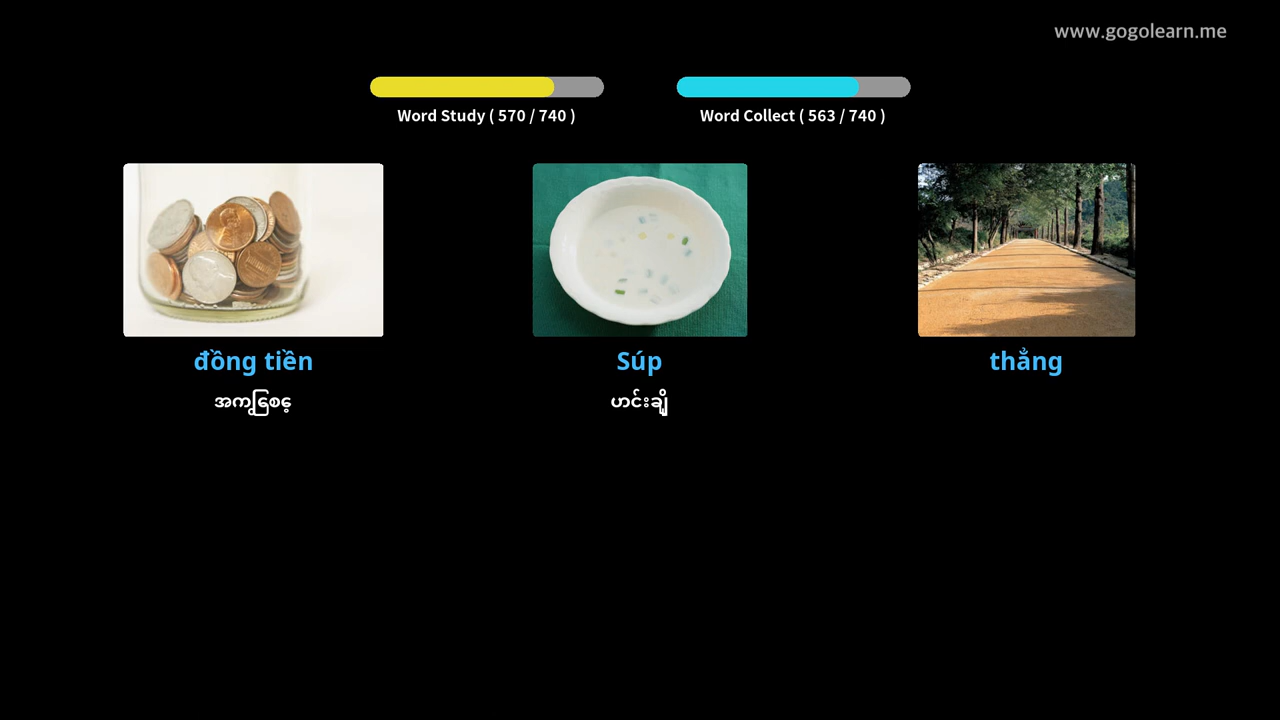 www.gogolearn.me
Word Study ( 570 / 740 )
Word Collect ( 563 / 740 )
đồng tiền
Súp
thẳng
အကြွေစေ့
ဟင်းချို